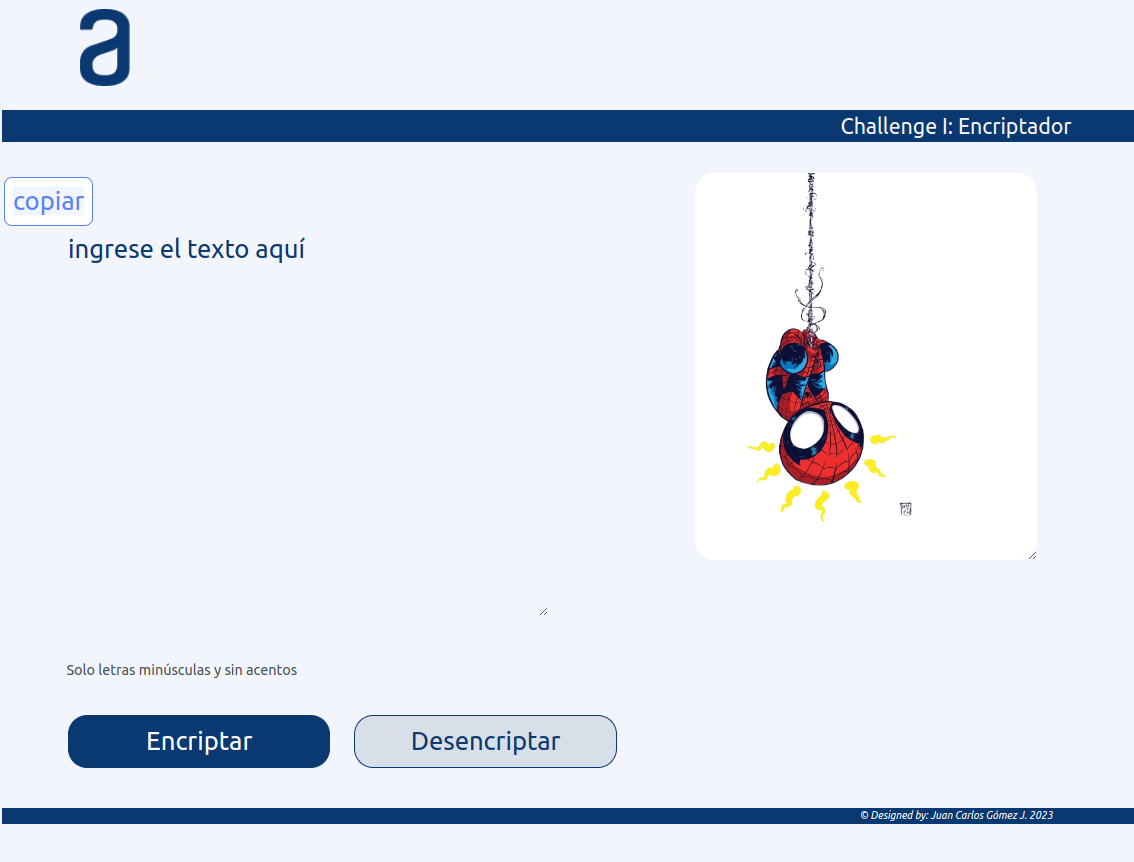 a
Challenge I: Encriptador
copiar
ingrese el texto aquí
Solo letras minúsculas y sin acentos
Encriptar
Desencriptar
© Designed by: Juan Carlos Gómez J. 2023